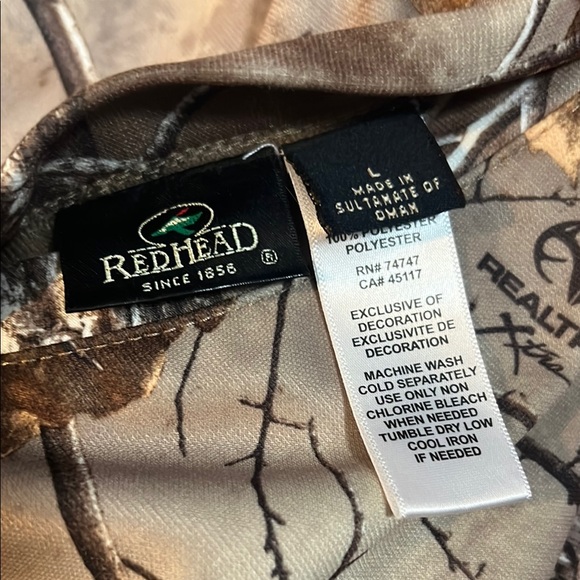 REDHEAD ®
SINCE 1856
L
MADE IN
SULTANATE OF
OMAN
100% POLYESTER
POLYESTER
RN# 74747
CA# 45117
EXCLUSIVE OF
DECORATION
EXCLUSIVITE DE
DECORATION
MACHINE WASH
COLD SEPARATELY
USE ONLY NON
CHLORINE BLEACH
WHEN NEEDED
TUMBLE DRY LOW
COOL IRON
IF NEEDED
REALT
Xtra